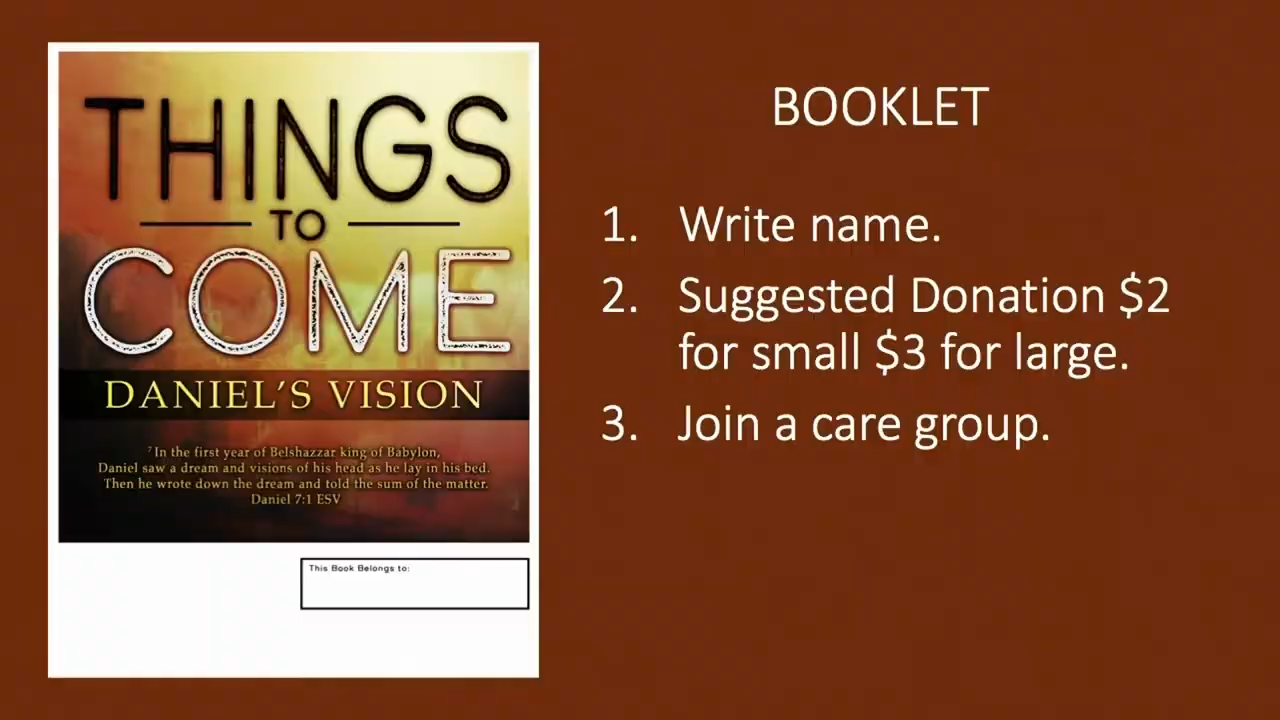 THINGS
TO
COME
DANIEL'S VISION
⁷ In the first year of Belshazzar king of Babylon,
Daniel saw a dream and visions of his head as he lay in his bed.
Then he wrote down the dream and told the sum of the matter.
Daniel 7:1 ESV
This Book Belongs to:
BOOKLET
1. Write name.
2. Suggested Donation $2
for small $3 for large.
3. Join a care group.